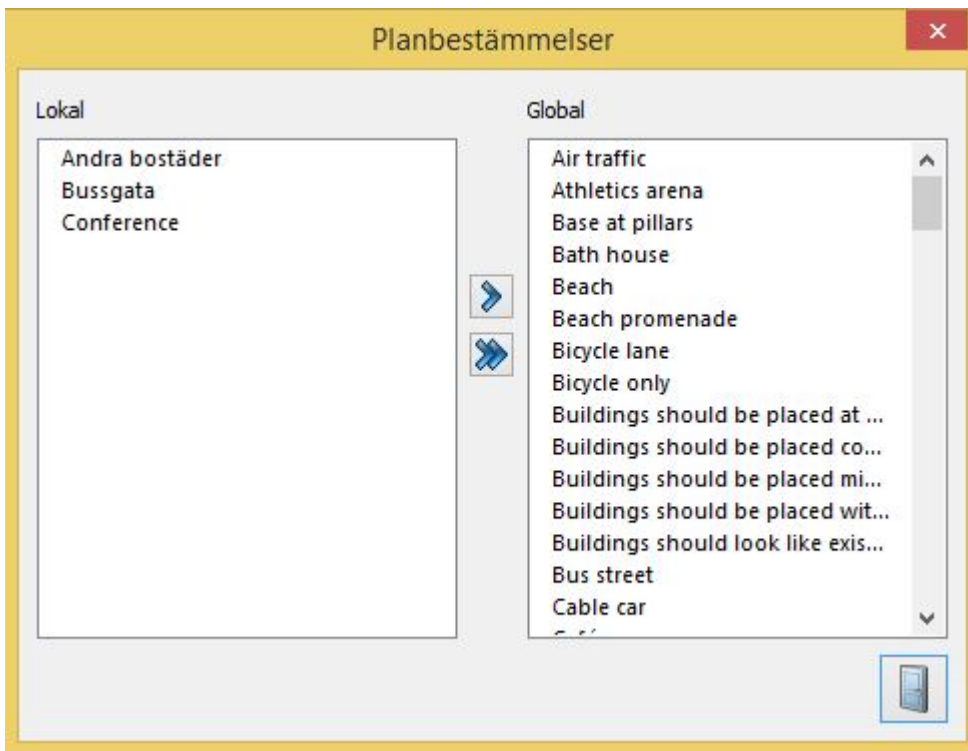 Planbestämmelser
Lokal
Andra bostäder
Bussgata
Conference
Global
Air traffic
Athletics arena
Base at pillars
Bath house
Beach
Beach promenade
Bicycle lane
Bicycle only
Buildings should be placed at ...
Buildings should be placed co...
Buildings should be placed mi...
Buildings should be placed wit...
Buildings should look like exis...
Bus street
Cable car